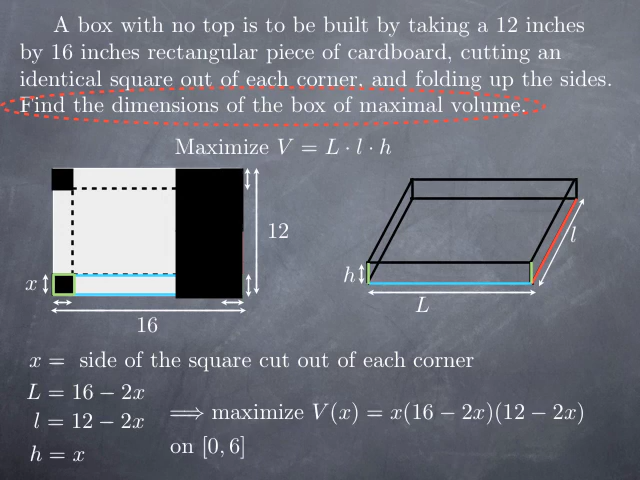 A box with no top is to be built by taking a 12 inches
by 16 inches rectangular piece of cardboard, cutting an
identical square out of each corner, and folding up the sides.
Find the dimensions of the box of maximal volume.
Maximize V = L · l · h
12
x
16
h
l
L
x = side of the square cut out of each corner
L = 16 − 2x
l = 12 − 2x
h = x
⟹ maximize V(x) = x(16 − 2x)(12 − 2x)
on [0, 6]